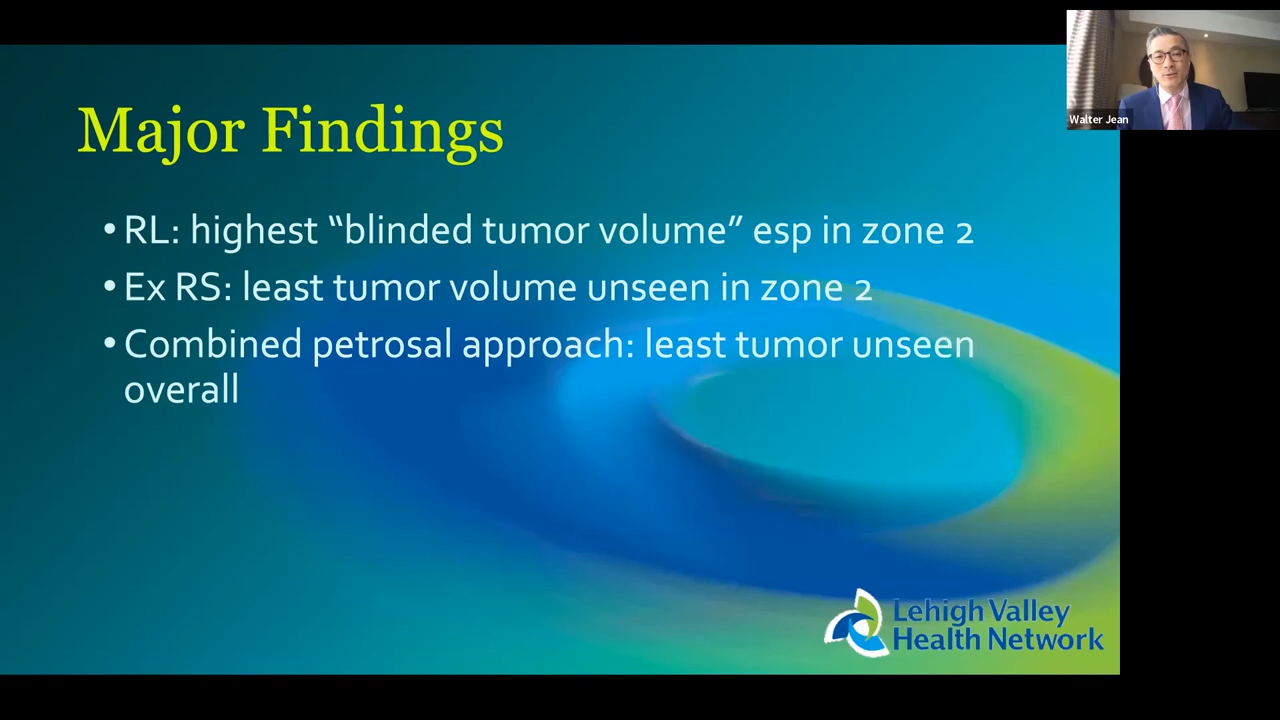 Walter Jean
Major Findings
• RL: highest “blinded tumor volume” esp in zone 2
• Ex RS: least tumor volume unseen in zone 2
• Combined petrosal approach: least tumor unseen
overall
Lehigh Valley
Health Network